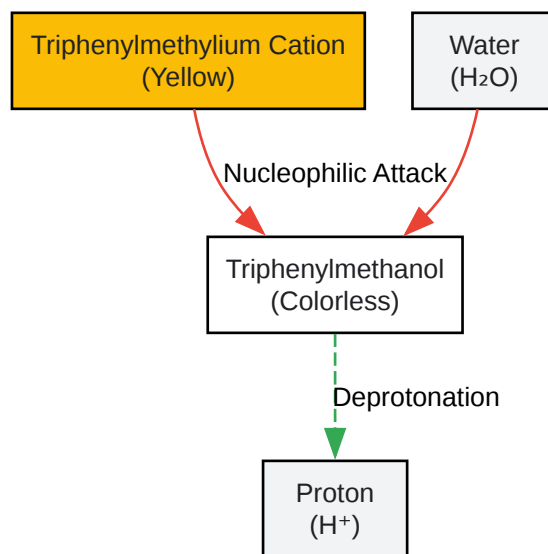 Triphenylmethylium Cation
(Yellow)
Water
(H₂O)
Nucleophilic Attack
Triphenylmethanol
(Colorless)
Deprotonation
Proton
(H⁺)